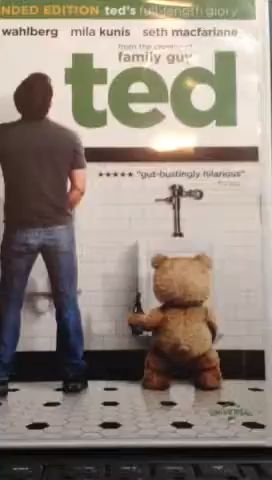 NDED EDITION ted's full-length glory
wahlberg mila kunis seth macfarlane
from the creator of
family guy
ted
★★★★★ "gut-bustingly hilarious"
UNIVERSAL